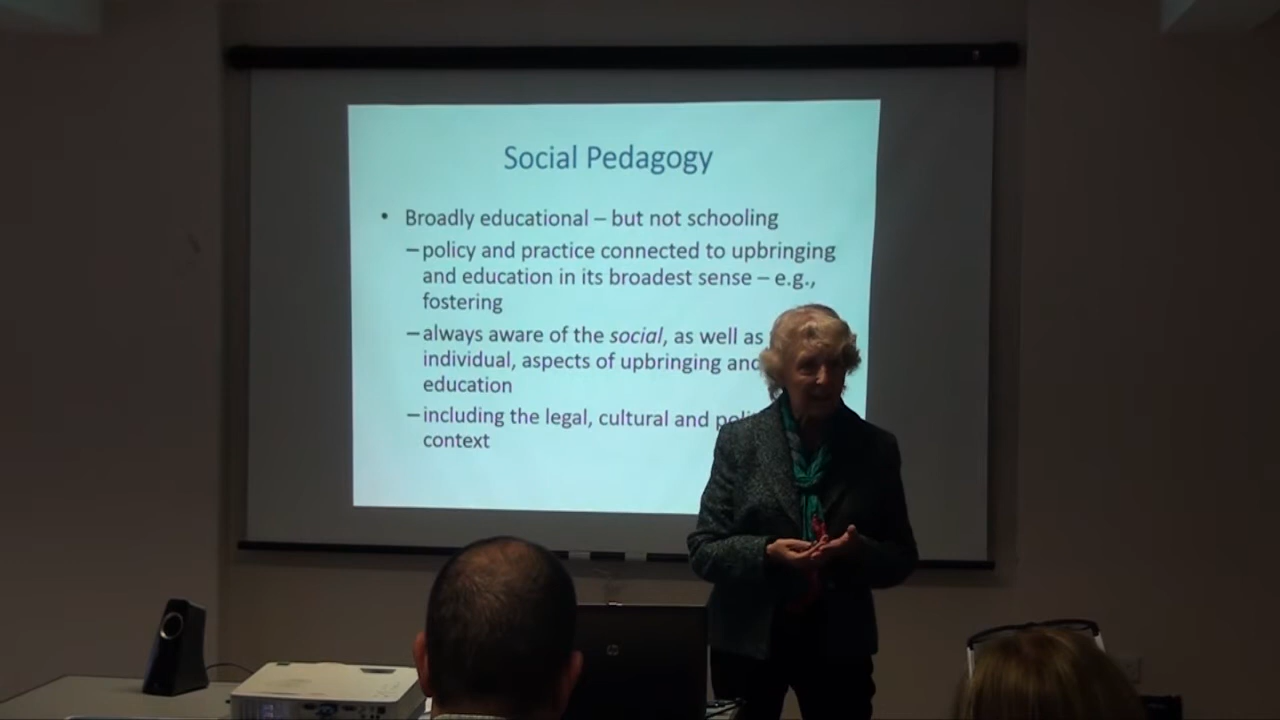 Social Pedagogy
• Broadly educational – but not schooling
– policy and practice connected to upbringing
and education in its broadest sense – e.g.,
fostering
– always aware of the social, as well as
individual, aspects of upbringing and
education
– including the legal, cultural and
context
hp